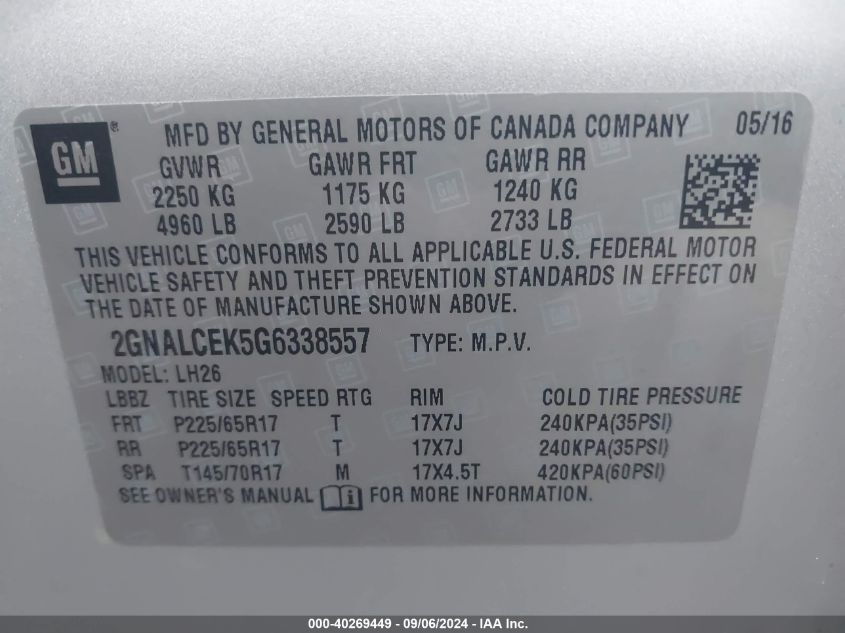 GM ® MFD BY GENERAL MOTORS OF CANADA COMPANY 05/16
GVWR GAWR FRT GAWR RR
2250 KG 1175 KG 1240 KG
4960 LB 2590 LB 2733 LB
THIS VEHICLE CONFORMS TO ALL APPLICABLE U.S. FEDERAL MOTOR
VEHICLE SAFETY AND THEFT PREVENTION STANDARDS IN EFFECT ON
THE DATE OF MANUFACTURE SHOWN ABOVE.
2GNALCEK5G6338557 TYPE: M.P.V.
MODEL: LH26
LBBZ TIRE SIZE SPEED RTG RIM COLD TIRE PRESSURE
FRT P225/65R17 T 17X7J 240KPA(35PSI)
RR P225/65R17 T 17X7J 240KPA(35PSI)
SPA T145/70R17 M 17X4.5T 420KPA(60PSI)
SEE OWNER'S MANUAL i FOR MORE INFORMATION.
000-40269449 - 09/06/2024 - IAA Inc.